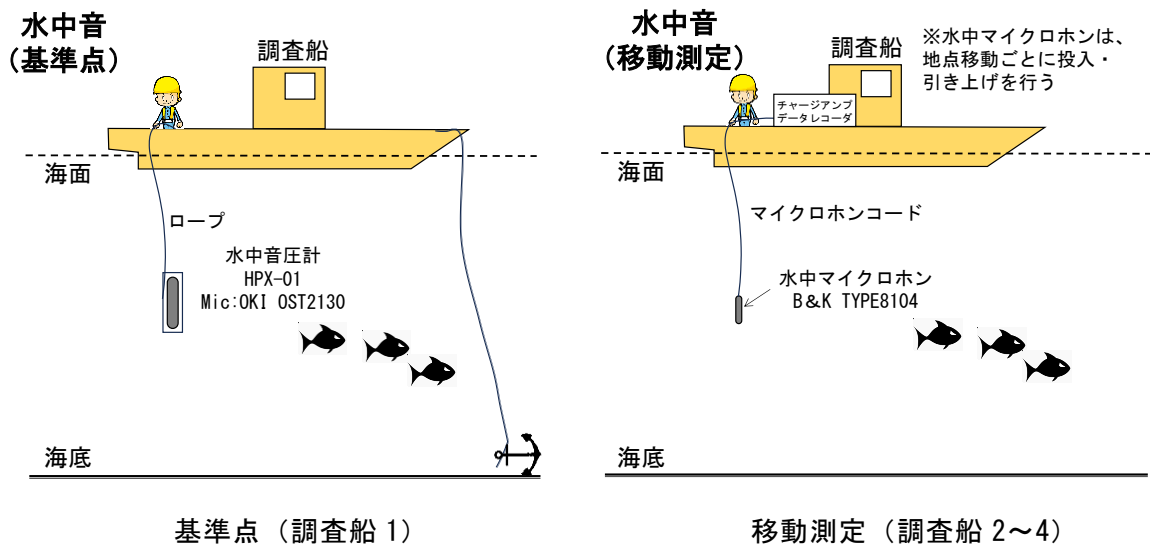 水中音
(基準点)
調査船
海面
ロープ
水中音圧計
HPX-01
Mic:OKI OST2130
海底
基準点（調査船 1）
水中音
(移動測定)
調査船
※水中マイクロホンは、
地点移動ごとに投入・
引き上げを行う
チャージアンプ
データレコーダ
海面
マイクロホンコード
水中マイクロホン
B&K TYPE8104
海底
移動測定（調査船 2～4）